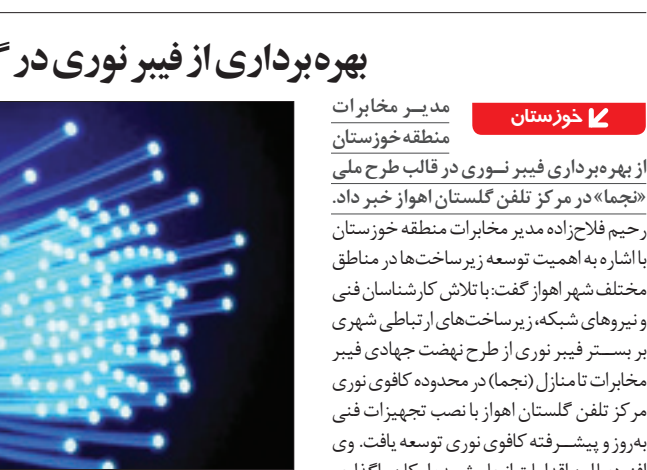 بهره‌برداری از فیبر نوری در
خوزستان
مدیــر مخابرات
منطقه خوزستان
از بهره‌برداری فیبر نــوری در قالب طرح ملی
«نجما» در مرکز تلفن گلستان اهواز خبر داد.
رحیم فلاح‌زاده مدیر مخابرات منطقه خوزستان
با اشاره به اهمیت توسعه زیرساخت‌ها در مناطق
مختلف شهر اهواز گفت: با تلاش کارشناسان فنی
و نیروهای شبکه، زیرساخت‌های ارتباطی شهری
بر بســتر فیبر نوری از طرح نهضت جهادی فیبر
مخابرات تا منازل (نجما) در محدوده کافوی نوری
مرکز تلفن گلستان اهواز با نصب تجهیزات فنی
به‌روز و پیشــرفته کافوی نوری توسعه یافت. وی